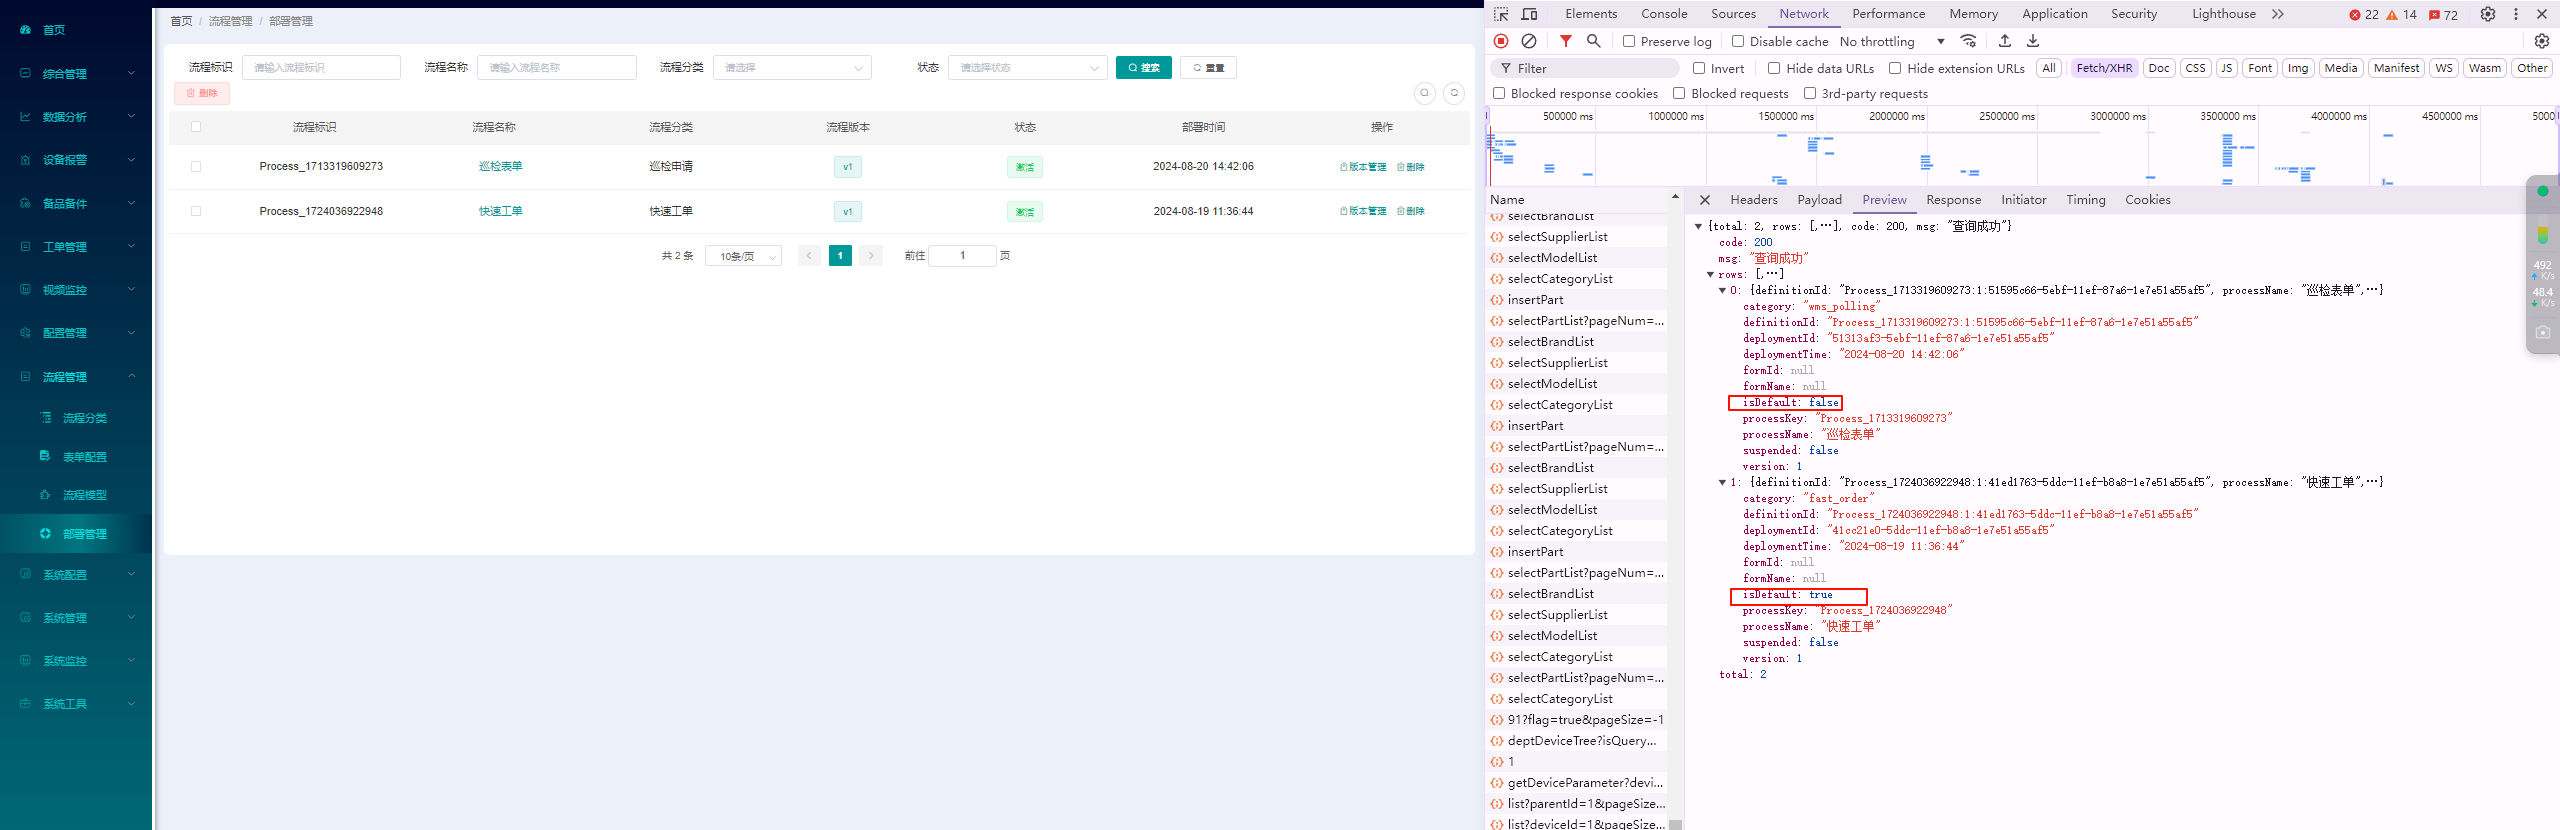 首页
综合管理
数据分析
设备报警
备品备件
工单管理
视频监控
配置管理
流程管理
流程分类
表单配置
流程模型
部署管理
系统配置
系统管理
系统监控
系统工具
首页 / 流程管理 / 部署管理
流程标识 请输入流程标识 流程名称 请输入流程名称 流程分类 请选择 状态 请选择状态 搜索 重置
删除
流程标识 流程名称 流程分类 流程版本 状态 部署时间 操作
Process_1713319609273 巡检表单 巡检申请 v1 激活 2024-08-20 14:42:06 版本管理 删除
Process_1724036922948 快速工单 快速工单 v1 激活 2024-08-19 11:36:44 版本管理 删除
共 2 条 10条/页 1 前往 1 页
Elements Console Sources Network Performance Memory Application Security Lighthouse 22 14 72
Preserve log Disable cache No throttling
Filter Invert Hide data URLs Hide extension URLs All Fetch/XHR Doc CSS JS Font Img Media Manifest WS Wasm Other
Blocked response cookies Blocked requests 3rd-party requests
500000 ms 1000000 ms 1500000 ms 2000000 ms 2500000 ms 3000000 ms 3500000 ms 4000000 ms 4500000 ms 5000
Name
selectBrandList
selectSupplierList
selectModelList
selectCategoryList
insertPart
selectPartList?pageNum=...
selectBrandList
selectSupplierList
selectModelList
selectCategoryList
insertPart
selectPartList?pageNum=...
selectBrandList
selectSupplierList
selectModelList
selectCategoryList
insertPart
selectPartList?pageNum=...
selectBrandList
selectSupplierList
selectModelList
selectCategoryList
selectPartList?pageNum=...
selectCategoryList
91?flag=true&pageSize=-1
deptDeviceTree?isQuery...
1
getDeviceParameter?devi...
list?parentId=1&pageSize...
list?deviceId=1&pageSize...
Headers Payload Preview Response Initiator Timing Cookies
{total: 2, rows: [,…], code: 200, msg: "查询成功"}
code: 200
msg: "查询成功"
rows: [,…]
0: {definitionId: "Process_1713319609273:1:51595c66-5ebf-11ef-87a6-1e7e51a55af5", processName: "巡检表单",…}
category: "wms_polling"
definitionId: "Process_1713319609273:1:51595c66-5ebf-11ef-87a6-1e7e51a55af5"
deploymentId: "51313af3-5ebf-11ef-87a6-1e7e51a55af5"
deploymentTime: "2024-08-20 14:42:06"
formId: null
formName: null
isDefault: false
processKey: "Process_1713319609273"
processName: "巡检表单"
suspended: false
version: 1
1: {definitionId: "Process_1724036922948:1:41ed1763-5ddc-11ef-b8a8-1e7e51a55af5", processName: "快速工单",…}
category: "fast_order"
definitionId: "Process_1724036922948:1:41ed1763-5ddc-11ef-b8a8-1e7e51a55af5"
deploymentId: "41cc21e0-5ddc-11ef-b8a8-1e7e51a55af5"
deploymentTime: "2024-08-19 11:36:44"
formId: null
formName: null
isDefault: true
processKey: "Process_1724036922948"
processName: "快速工单"
suspended: false
version: 1
total: 2
492
K/s
48.4
K/s